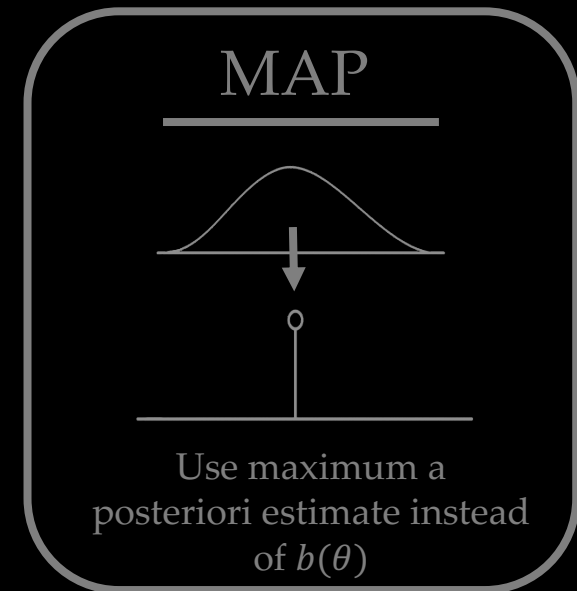 MAP
Use maximum a
posteriori estimate instead
of b(θ)